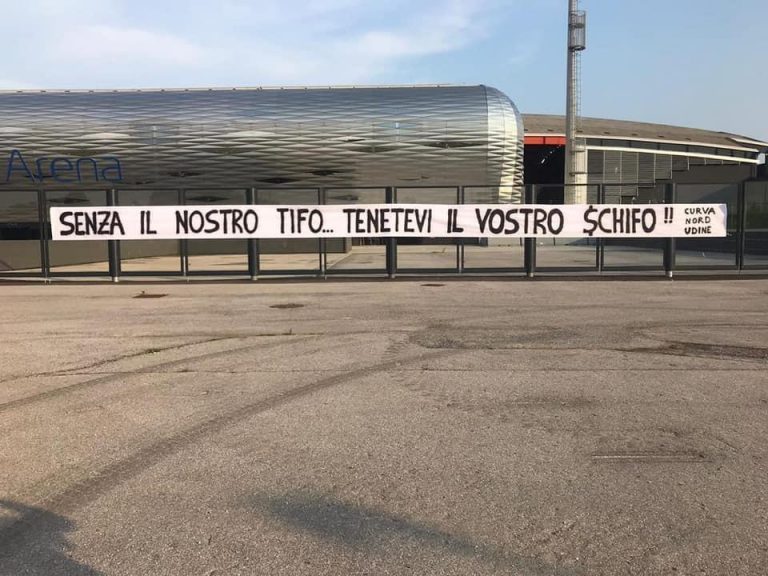 Arena
SENZA IL NOSTRO TIFO... TENETEVI IL VOSTRO $CHIFO !!
CURVA
NORD
UDINE